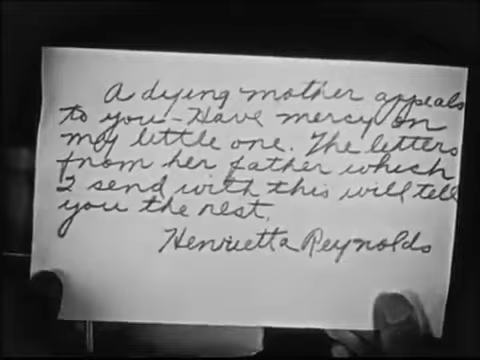 A dying mother appeals
to you - Have mercy on
my little one. The letters
from her father which
I send with this will tell
you the rest.
Henrietta Reynolds